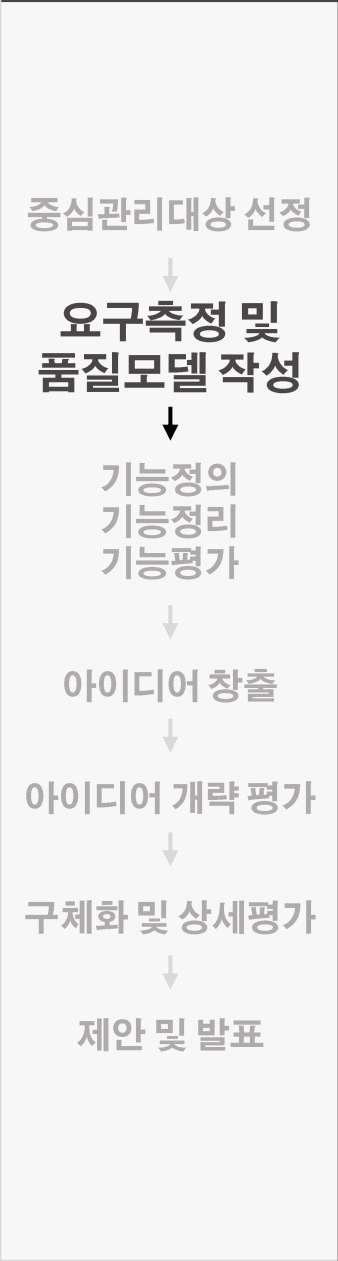 중심관리대상 선정
요구측정 및
품질모델 작성
기능정의
기능정리
기능평가
아이디어 창출
아이디어 개략 평가
구체화 및 상세평가
제안 및 발표